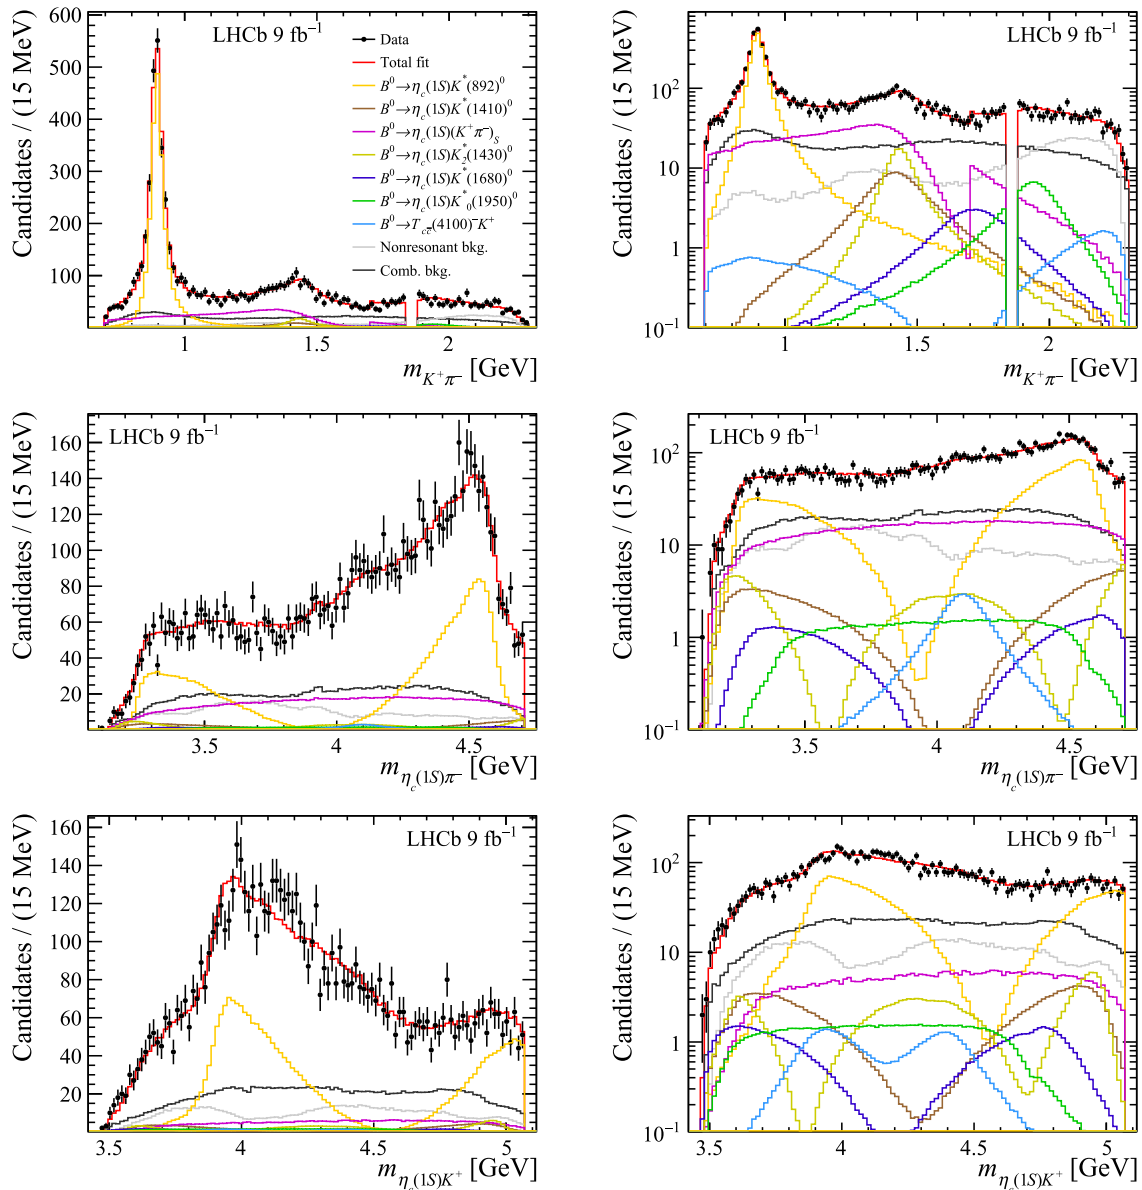 LHCb 9 fb⁻¹
Candidates / (15 MeV)
600
500
400
300
200
100
Data
Total fit
B⁰→η_c(1S)K*(892)⁰
B⁰→η_c(1S)K*(1410)⁰
B⁰→η_c(1S)(K⁺π⁻)_S
B⁰→η_c(1S)K*₂(1430)⁰
B⁰→η_c(1S)K*(1680)⁰
B⁰→η_c(1S)K*₀(1950)⁰
B⁰→T_cc̅(4100)⁻K⁺
Nonresonant bkg.
Comb. bkg.
1 1.5 2
m_K⁺π⁻ [GeV]
LHCb 9 fb⁻¹
Candidates / (15 MeV)
10²
10
1
10⁻¹
1 1.5 2
m_K⁺π⁻ [GeV]
LHCb 9 fb⁻¹
Candidates / (15 MeV)
160
140
120
100
80
60
40
20
3.5 4 4.5
m_η_c(1S)π⁻ [GeV]
LHCb 9 fb⁻¹
Candidates / (15 MeV)
10²
10
1
10⁻¹
3.5 4 4.5
m_η_c(1S)π⁻ [GeV]
LHCb 9 fb⁻¹
Candidates / (15 MeV)
160
140
120
100
80
60
40
20
3.5 4 4.5 5
m_η_c(1S)K⁺ [GeV]
LHCb 9 fb⁻¹
Candidates / (15 MeV)
10²
10
1
10⁻¹
3.5 4 4.5 5
m_η_c(1S)K⁺ [GeV]